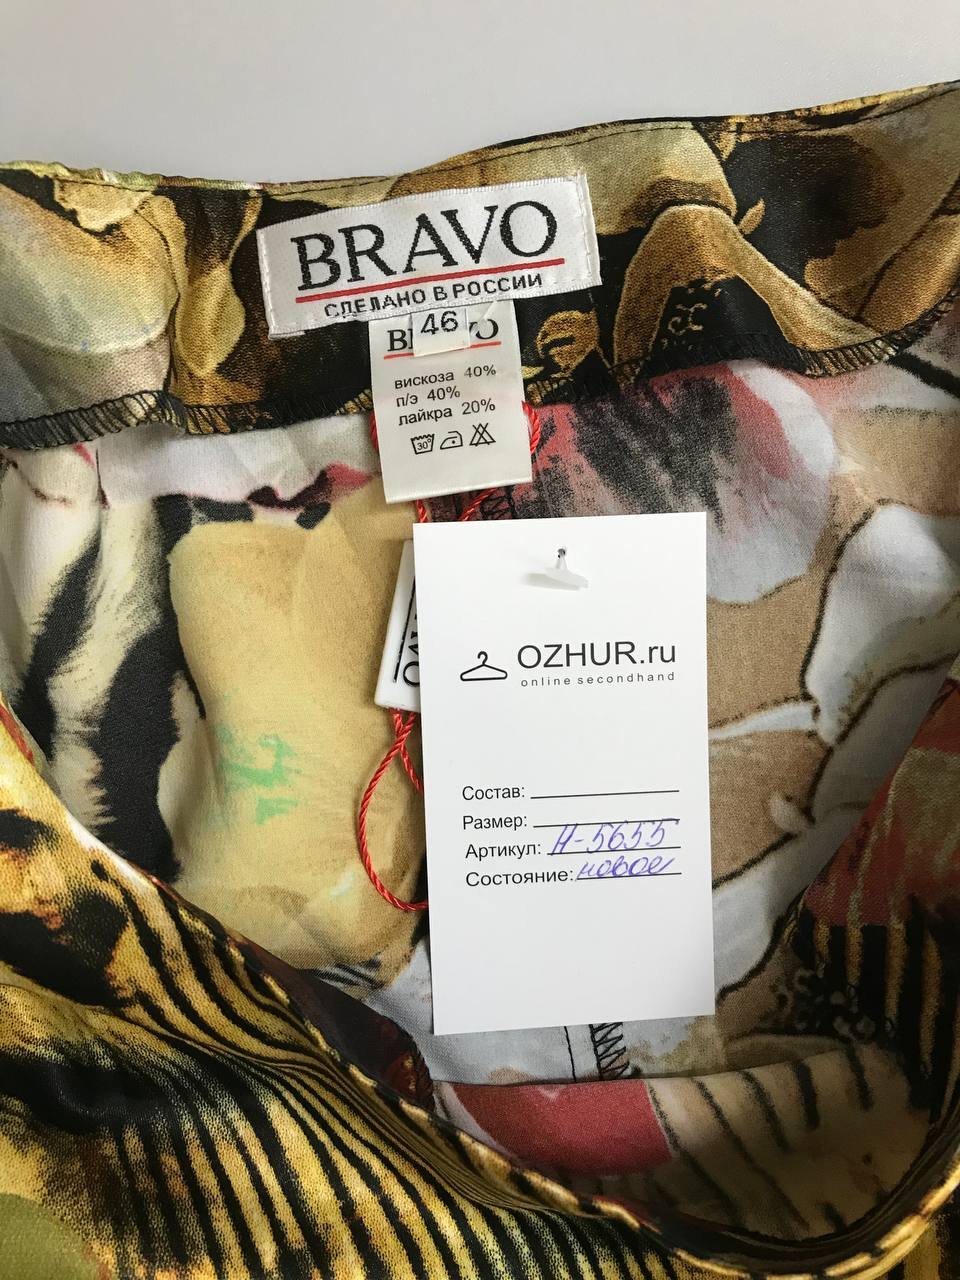 BRAVO
СДЕЛАНО В РОССИИ
46
вискоза 40%
п/э 40%
лайкра 20%
30°
OZHUR.ru
online secondhand
Состав:
Размер:
Артикул: Н-5655
Состояние: новое